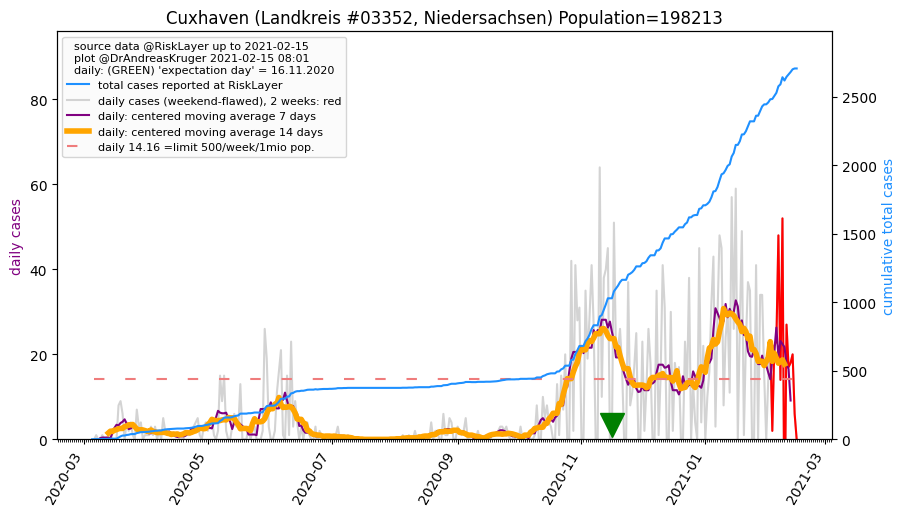 Cuxhaven (Landkreis #03352, Niedersachsen) Population=198213
source data @RiskLayer up to 2021-02-15
plot @DrAndreasKruger 2021-02-15 08:01
daily: (GREEN) 'expectation day' = 16.11.2020
total cases reported at RiskLayer
daily cases (weekend-flawed), 2 weeks: red
daily: centered moving average 7 days
daily: centered moving average 14 days
daily 14.16 =limit 500/week/1mio pop.
daily cases
80
60
40
20
0
cumulative total cases
2500
2000
1500
1000
500
0
2020-03
2020-05
2020-07
2020-09
2020-11
2021-01
2021-03